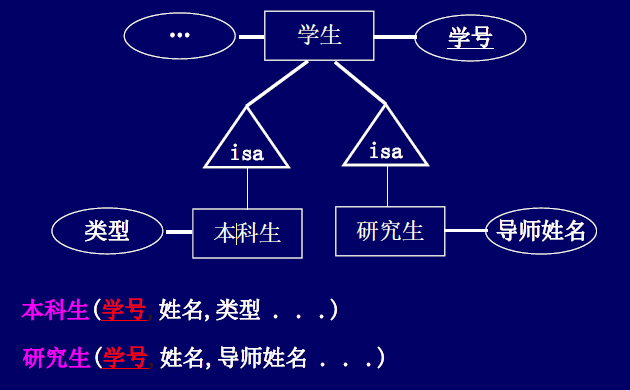 ... 学生 学号
isa isa
类型 本科生 研究生 导师姓名
本科生(学号 姓名,类型 . . .)
研究生(学号 姓名,导师姓名 . . .)